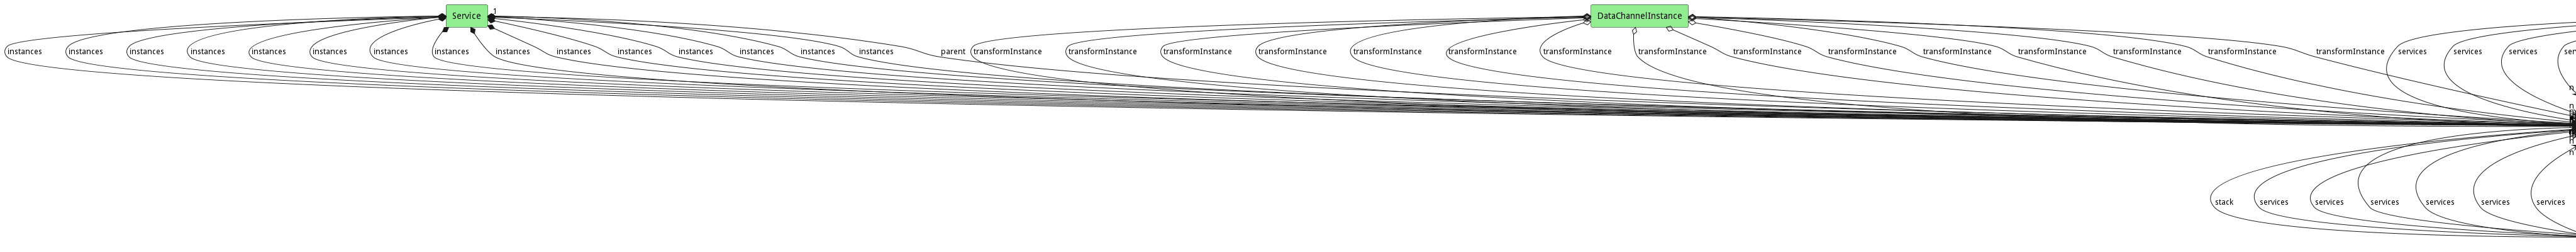 Service
1
DataChannelInstance
instances instances instances instances instances instances instances instances instances instances instances instances instances instances instances parent transformInstance transformInstance transformInstance transformInstance transformInstance transformInstance transformInstance transformInstance transformInstance transformInstance transformInstance transformInstance transformInstance transformInstance services services services
n
n
n
stack services services services services services services